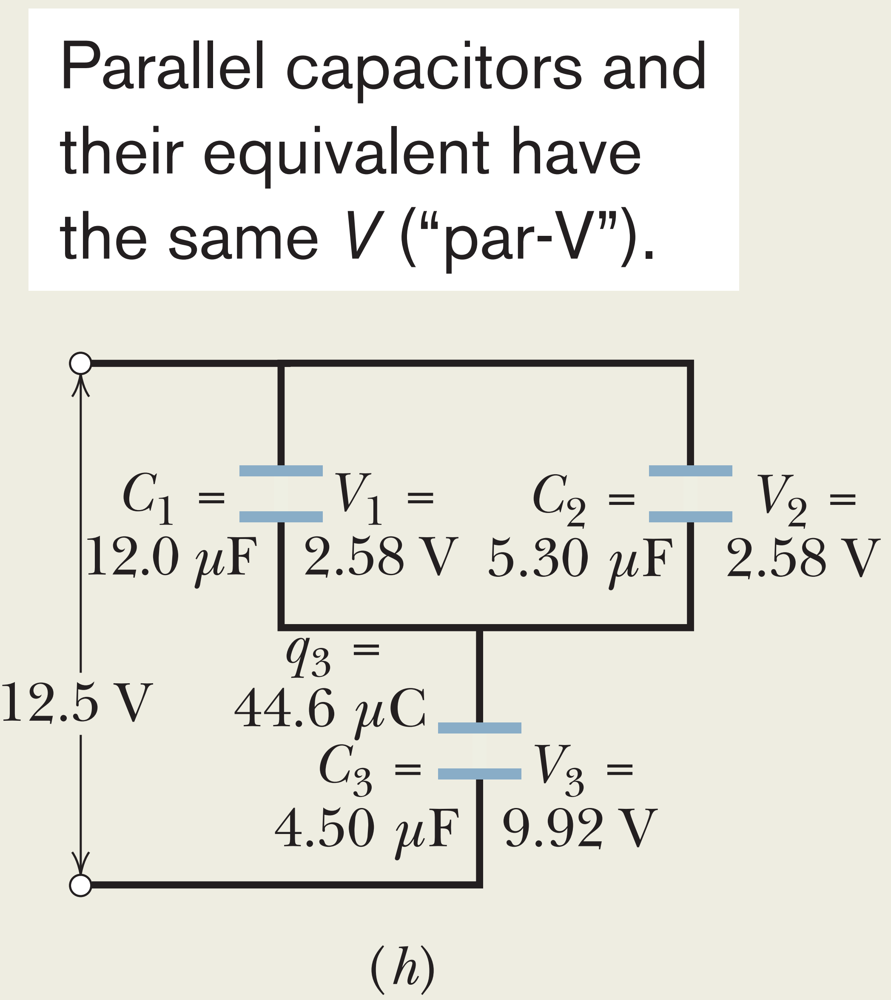 Parallel capacitors and
their equivalent have
the same V (“par-V”).
C₁ =
12.0 μF
V₁ =
2.58 V
C₂ =
5.30 μF
V₂ =
2.58 V
12.5 V
q₃ =
44.6 μC
C₃ =
4.50 μF
V₃ =
9.92 V
(h)